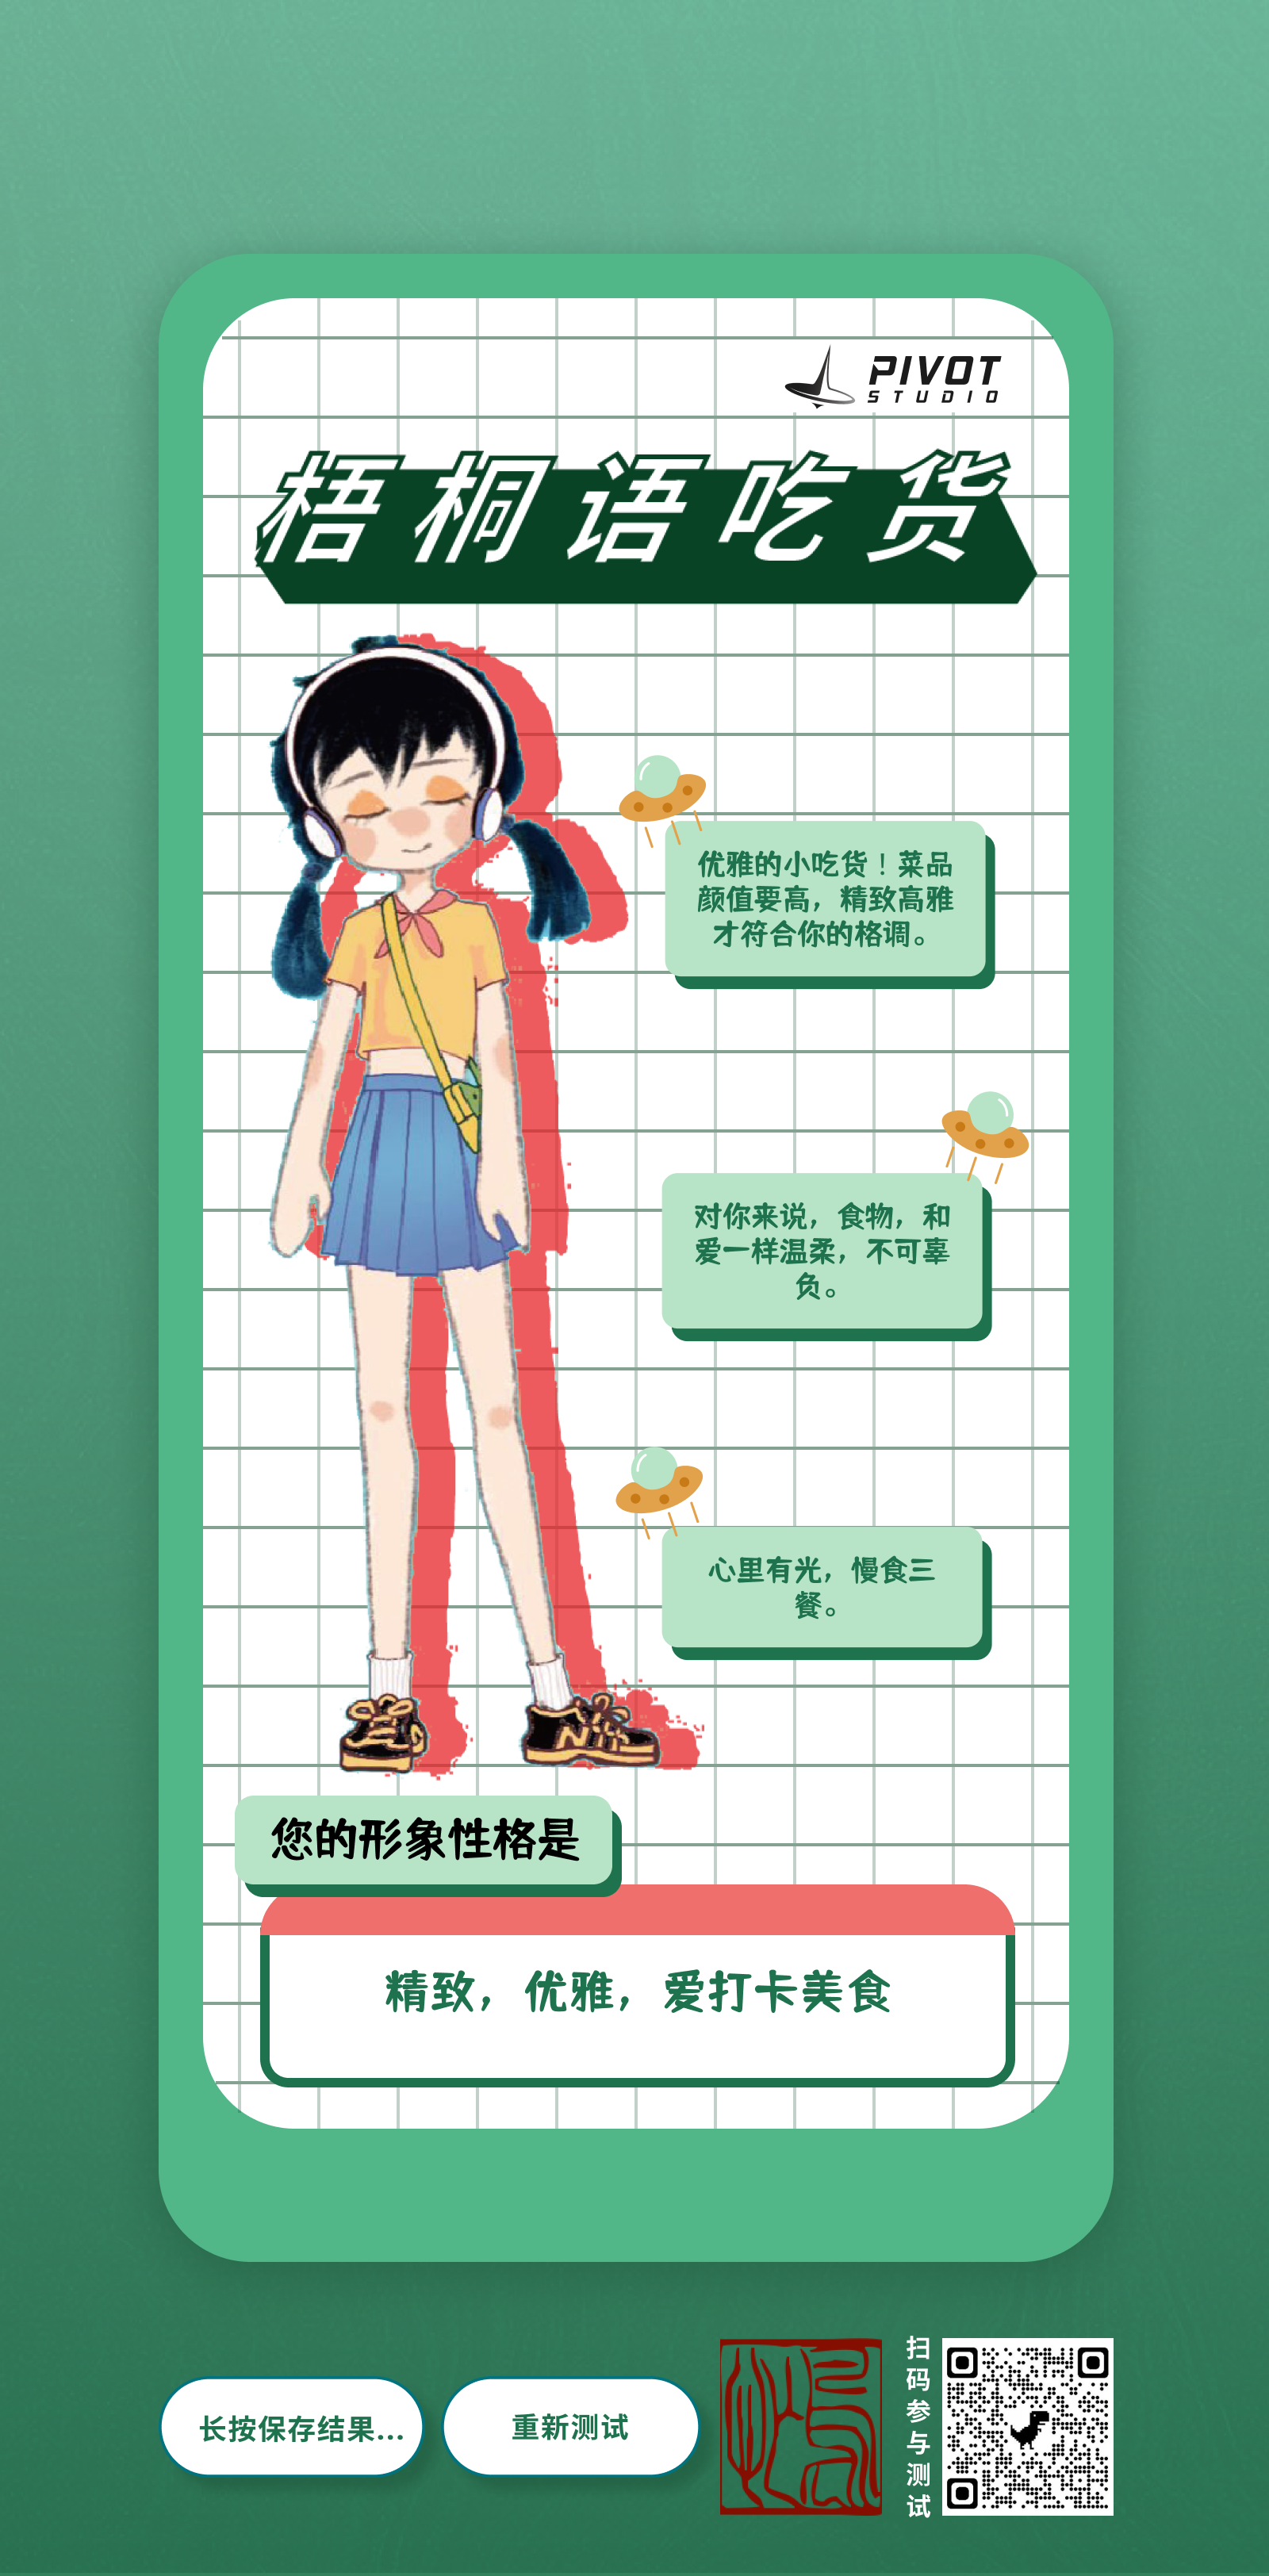 PIVOT
STUDIO
梧桐语吃货
优雅的小吃货！菜品
颜值要高，精致高雅
才符合你的格调。
对你来说，食物，和
爱一样温柔，不可辜
负。
心里有光，慢食三
餐。
您的形象性格是
精致，优雅，爱打卡美食
长按保存结果...
重新测试
扫码参与测试